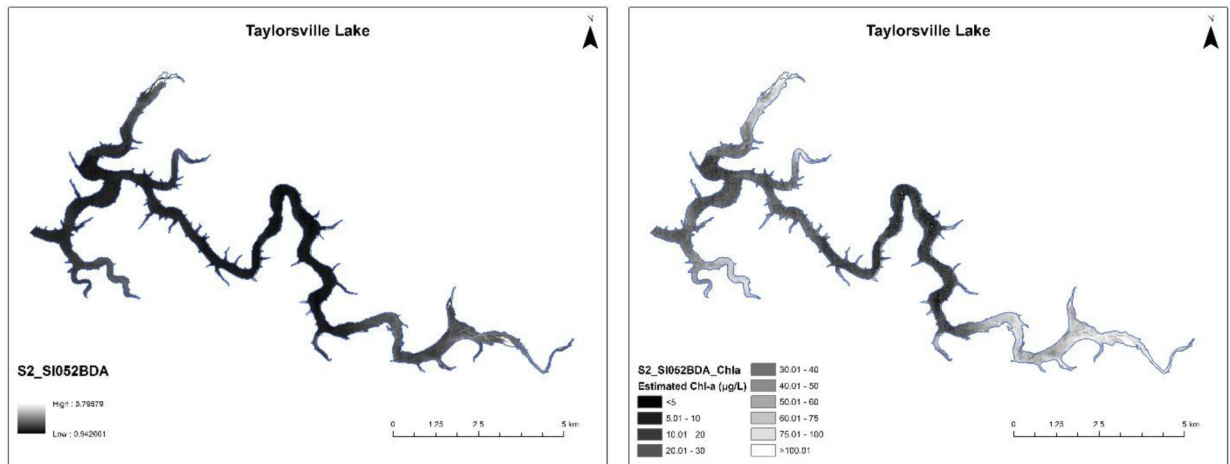 Taylorsville Lake
N
S2_SI052BDA
High : 3.79579
Low : 0.942661
0 1.25 2.5 5 km
Taylorsville Lake
N
S2_SI052BDA_Chla
Estimated Chl-a (µg/L)
<5
5.01 - 10
10.01 20
20.01 - 30
30.01 - 40
40.01 - 50
50.01 - 60
60.01 - 75
75.01 - 100
>100.01
0 1.25 2.5 5 km